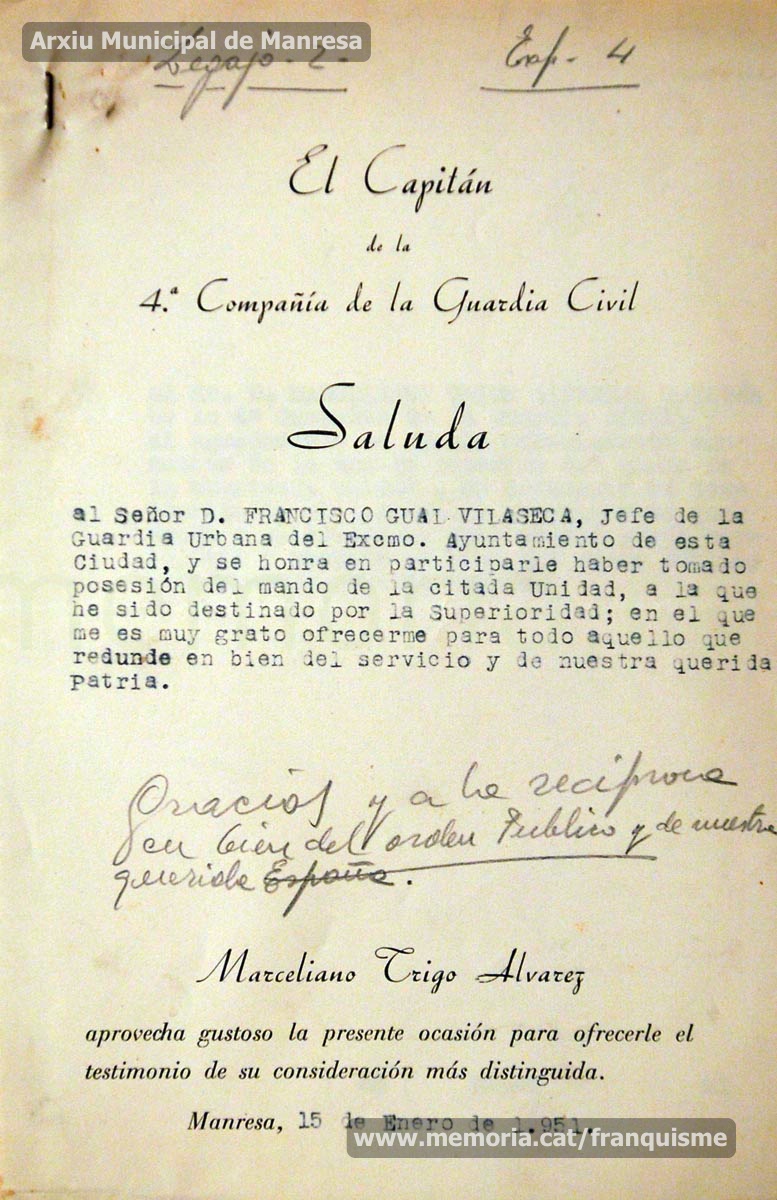 Arxiu Municipal de Manresa
Legajo - 2 -
Exp - 4
El Capitán
de la
4.ª Compañía de la Guardia Civil
Saluda
al Señor D. FRANCISCO GUAL VILASECA, Jefe de la
Guardia Urbana del Excmo. Ayuntamiento de esta
Ciudad, y se honra en participarle haber tomado
posesión del mando de la citada Unidad, a la que
he sido destinado por la Superioridad; en el que
me es muy grato ofrecerme para todo aquello que
redunde en bien del servicio y de nuestra querida
Patria.
Gracias y a la reciproca
en bien del orden Publico y de nuestra
querida España.
Marceliano Trigo Alvarez
aprovecha gustoso la presente ocasión para ofrecerle el
testimonio de su consideración más distinguida.
Manresa, 15 de Enero de 1.951.
www.memoria.cat/franquisme